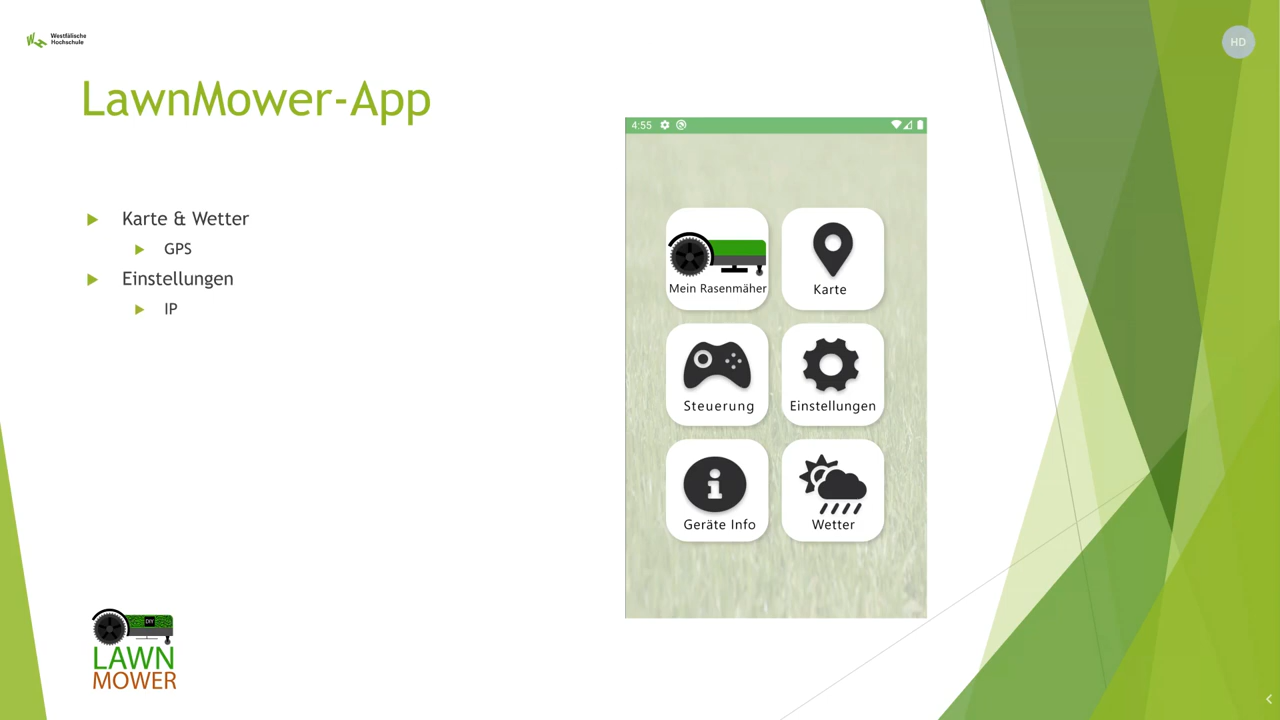 Westfälische
Hochschule
HD
LawnMower-App
Karte & Wetter
GPS
Einstellungen
IP
4:55
Mein Rasenmäher
Karte
Steuerung
Einstellungen
Geräte Info
Wetter
DIY
LAWN
MOWER